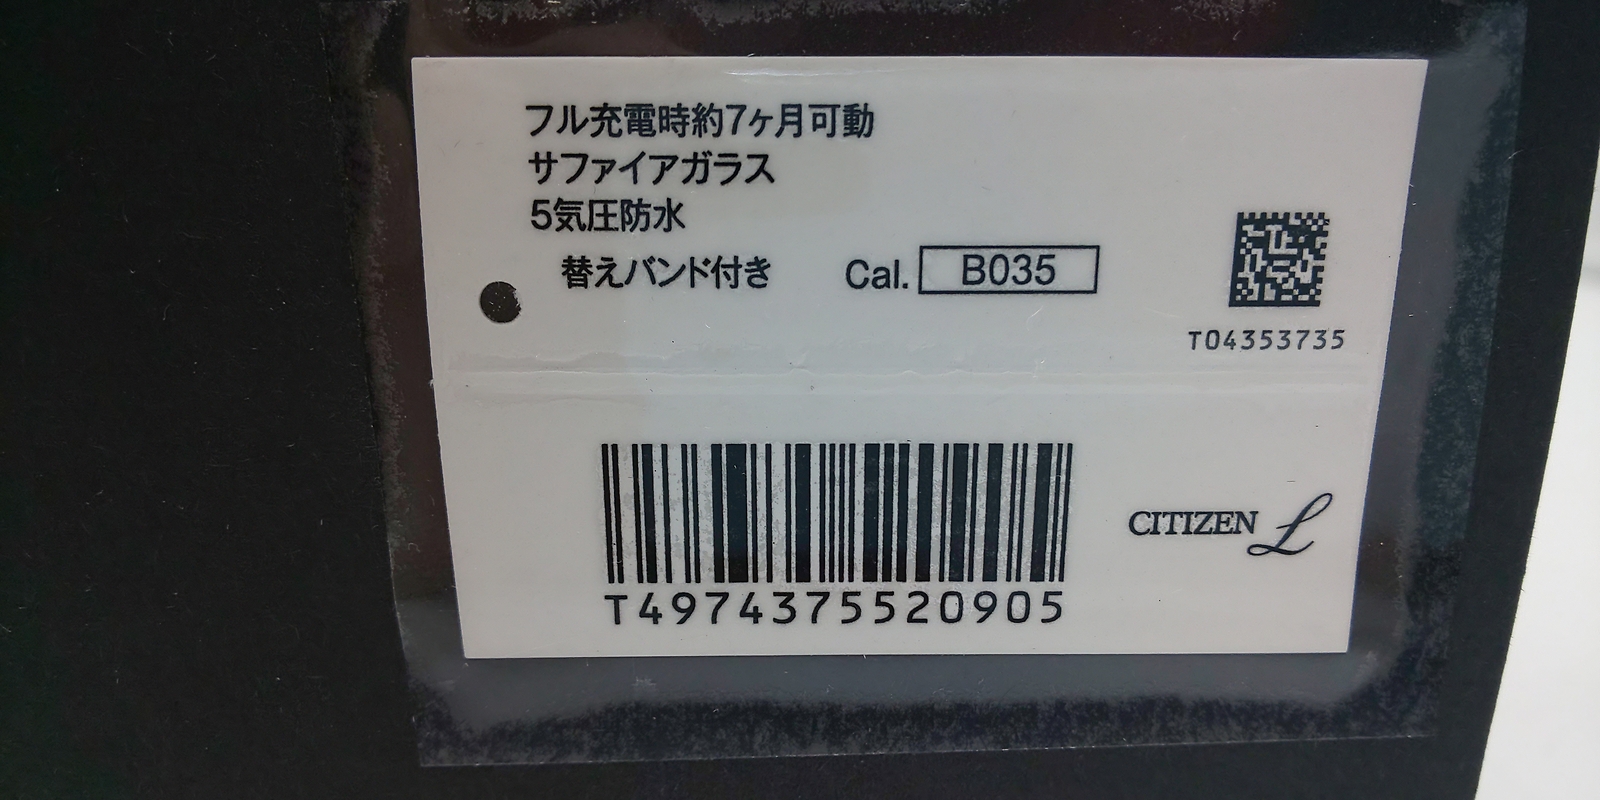 フル充電時約7ヶ月可動
サファイアガラス
5気圧防水
替えバンド付き Cal. B035
T04353735
T4974375520905
CITIZEN L